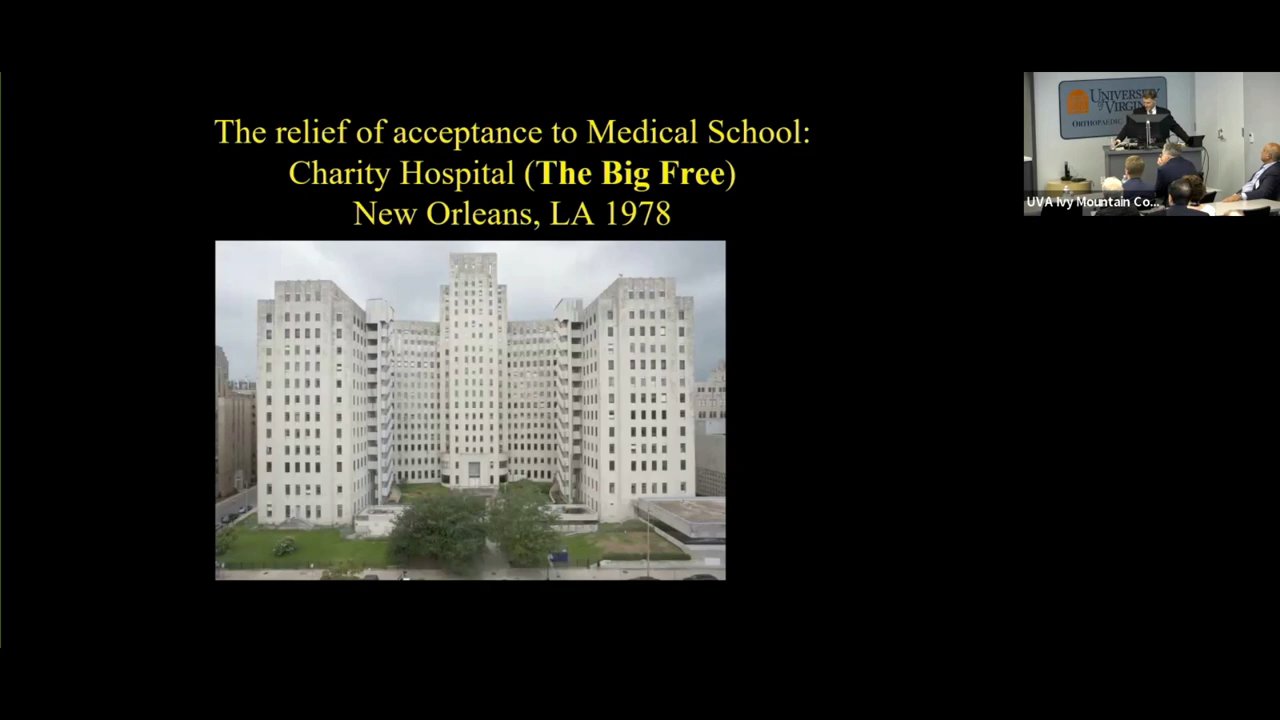 The relief of acceptance to Medical School:
Charity Hospital (The Big Free)
New Orleans, LA 1978
UNIVERSITY
of VIRGINIA
ORTHOPAEDIC
UVA Ivy Mountain Co...